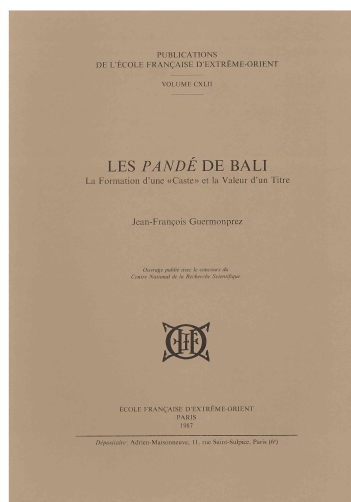 PUBLICATIONS
DE L'ÉCOLE FRANÇAISE D'EXTRÊME-ORIENT
VOLUME CXLII
LES PANDÉ DE BALI
La Formation d'une «Caste» et la Valeur d'un Titre
Jean-François Guermonprez
Ouvrage publié avec le concours du
Centre National de la Recherche Scientifique
ÉCOLE FRANÇAISE D'EXTRÊME-ORIENT
PARIS
1987
Dépositaire: Adrien-Maisonneuve, 11, rue Saint-Sulpice, Paris (6e)